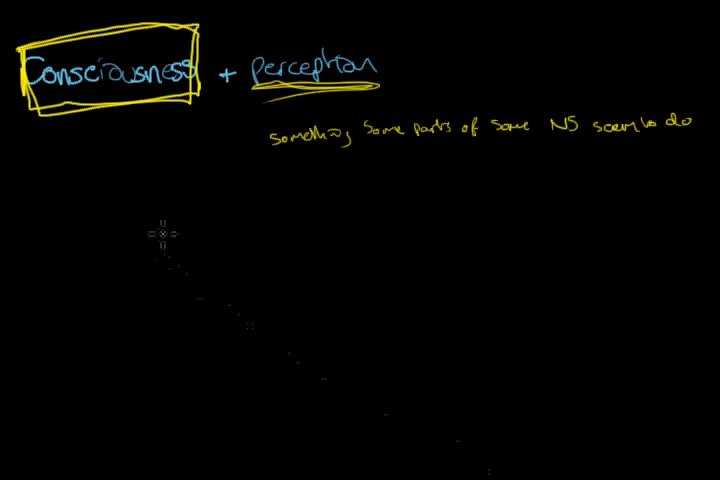 Consciousness + perception
Something some parts of some NS seem to do